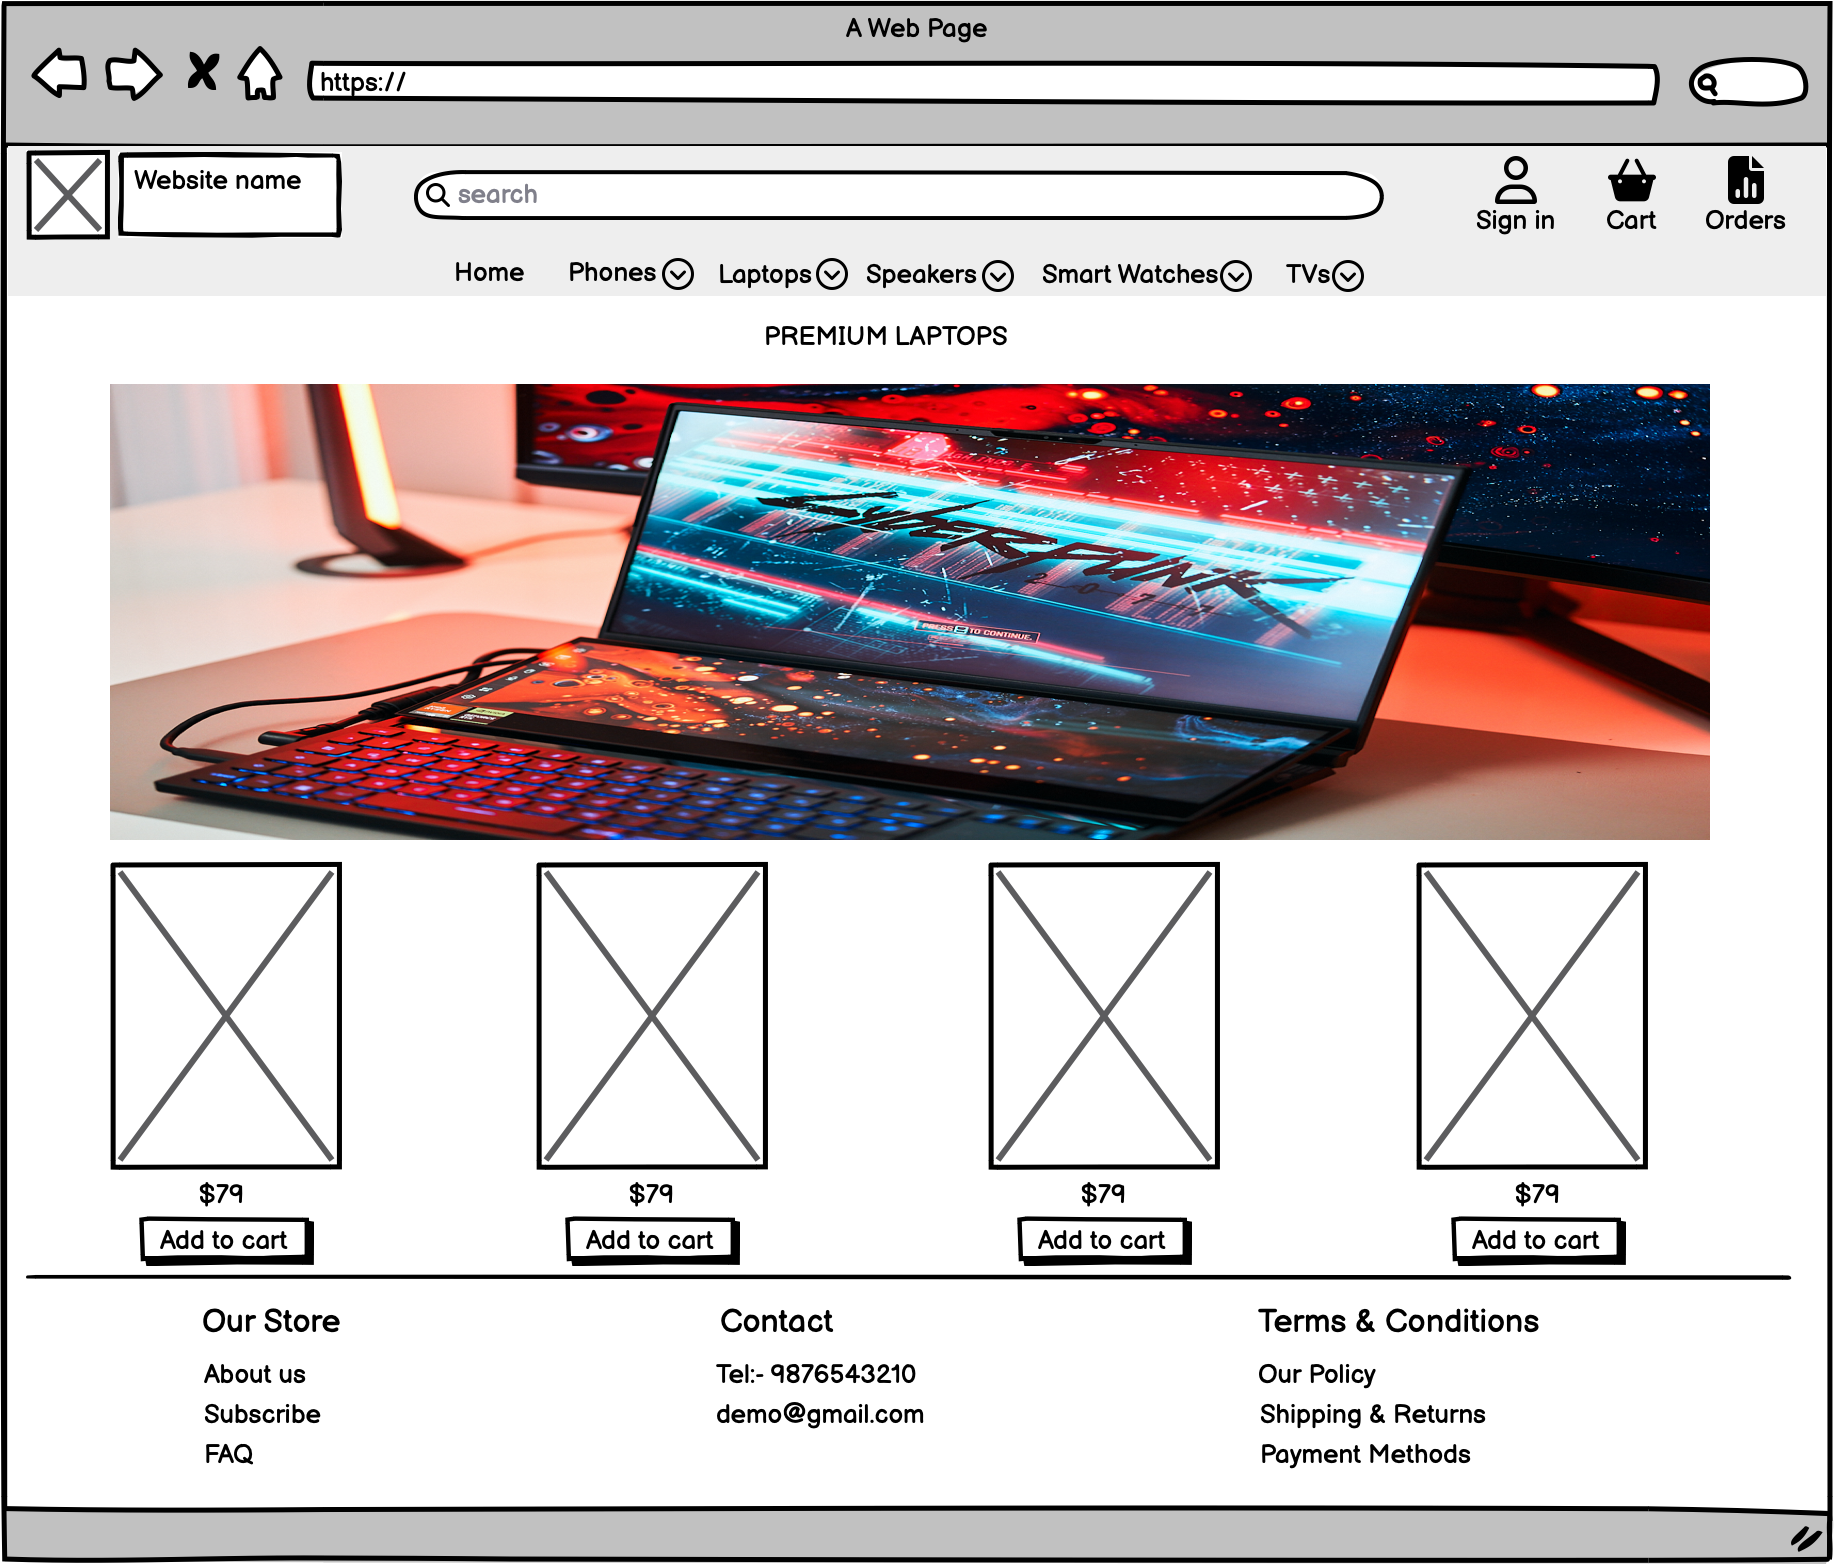 A Web Page
https://
Website name
search
Sign in
Cart
Orders
Home
Phones
Laptops
Speakers
Smart Watches
TVs
PREMIUM LAPTOPS
CYBERPUNK
2077
PRESS TO CONTINUE.
$79
$79
$79
$79
Add to cart
Add to cart
Add to cart
Add to cart
Our Store
Contact
Terms & Conditions
About us
Tel:- 9876543210
Our Policy
Subscribe
demo@gmail.com
Shipping & Returns
FAQ
Payment Methods